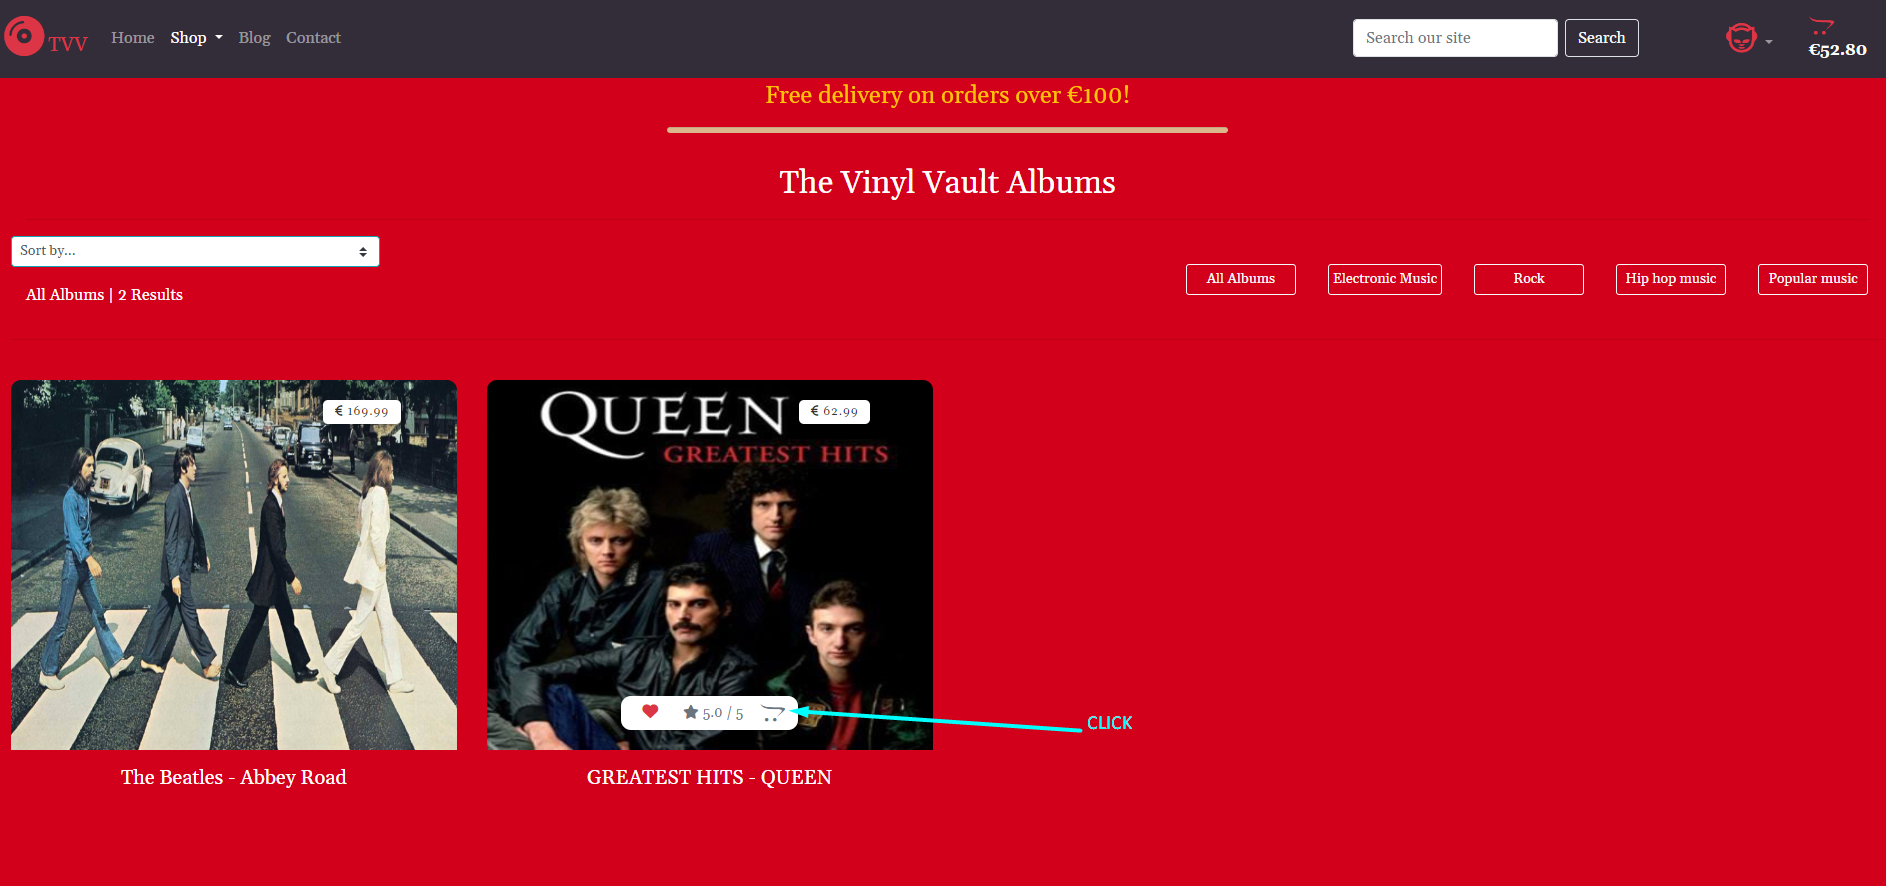 TVV
Home
Shop
Blog
Contact
Search our site
Search
€52.80
Free delivery on orders over €100!
The Vinyl Vault Albums
Sort by...
All Albums | 2 Results
All Albums
Electronic Music
Rock
Hip hop music
Popular music
€ 169.99
QUEEN
€ 62.99
GREATEST HITS
5.0 / 5
CLICK
The Beatles - Abbey Road
GREATEST HITS - QUEEN